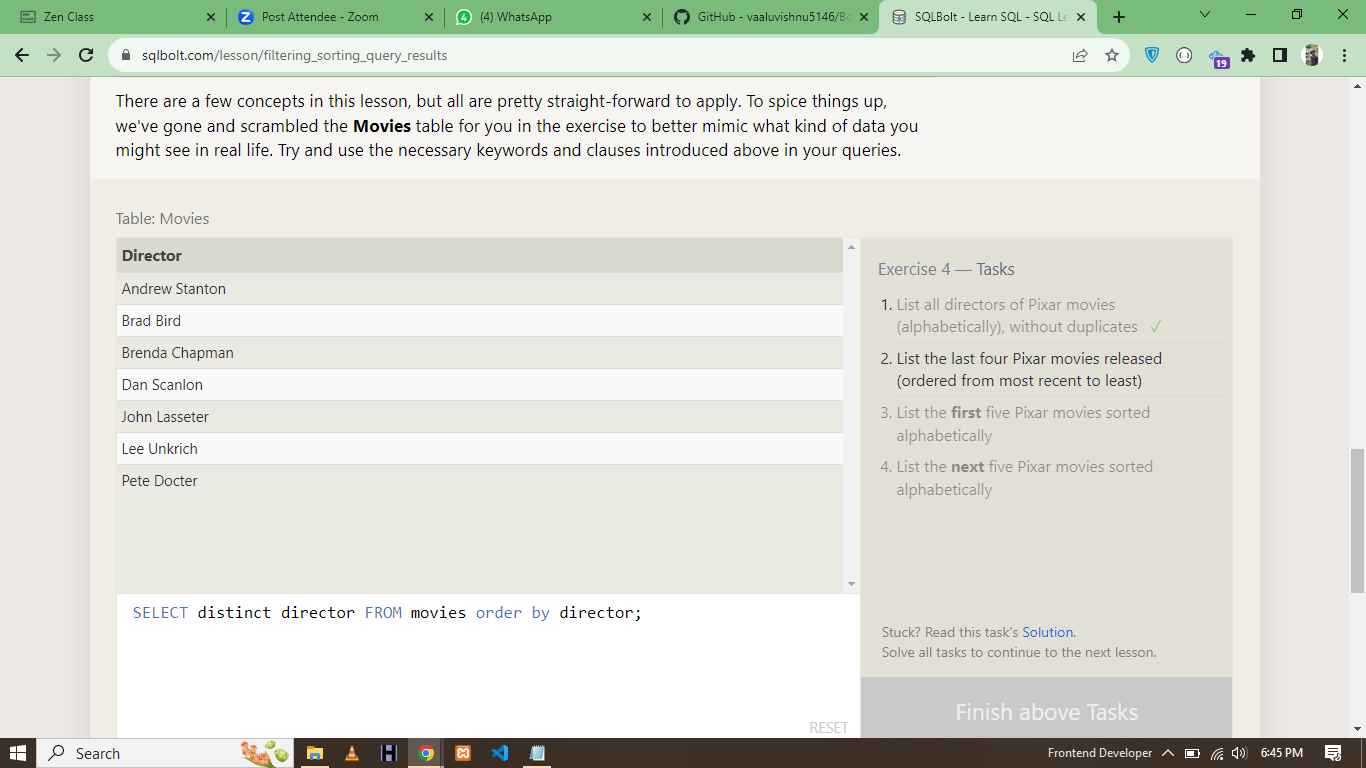 Zen Class
Post Attendee - Zoom
(4) WhatsApp
GitHub - vaaluvishnu5146/Bo
SQLBolt - Learn SQL - SQL Le
sqlbolt.com/lesson/filtering_sorting_query_results
19
There are a few concepts in this lesson, but all are pretty straight-forward to apply. To spice things up,
we've gone and scrambled the Movies table for you in the exercise to better mimic what kind of data you
might see in real life. Try and use the necessary keywords and clauses introduced above in your queries.
Table: Movies
Director
Andrew Stanton
Brad Bird
Brenda Chapman
Dan Scanlon
John Lasseter
Lee Unkrich
Pete Docter
SELECT distinct director FROM movies order by director;
RESET
Exercise 4 — Tasks
1. List all directors of Pixar movies
(alphabetically), without duplicates ✓
2. List the last four Pixar movies released
(ordered from most recent to least)
3. List the first five Pixar movies sorted
alphabetically
4. List the next five Pixar movies sorted
alphabetically
Stuck? Read this task's Solution.
Solve all tasks to continue to the next lesson.
Finish above Tasks
Search
Frontend Developer
6:45 PM